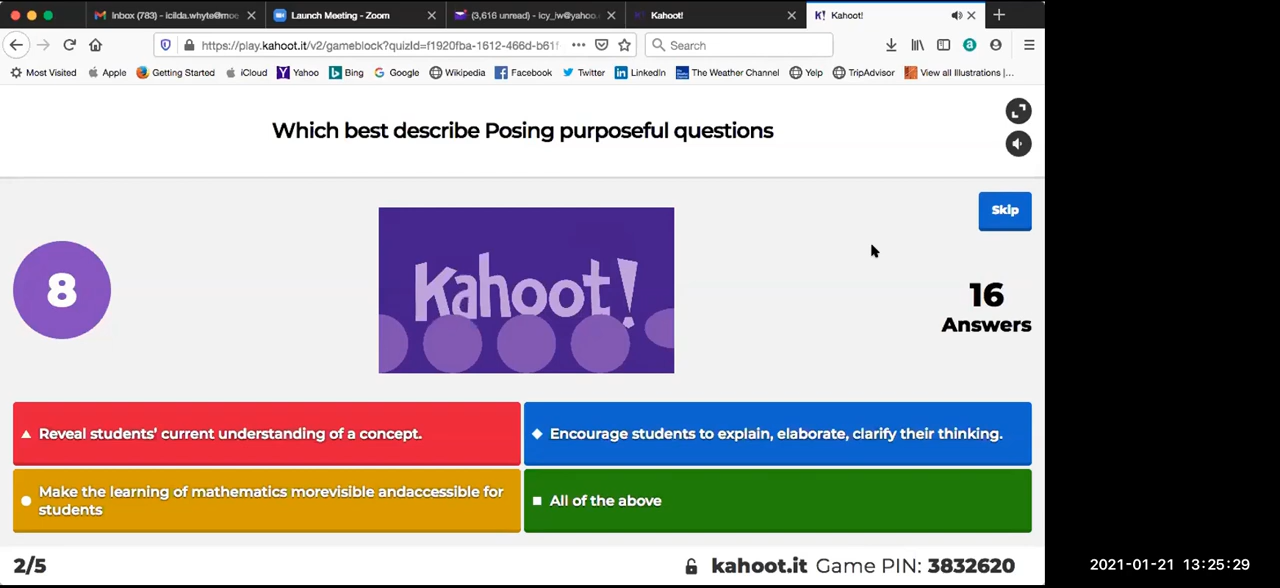 Inbox (783) - icilda.whyte@moe
Launch Meeting - Zoom
(3,616 unread) - icy_iw@yahoo.
Kahoot!
K! Kahoot!
https://play.kahoot.it/v2/gameblock?quizId=f1920fba-1612-466d-b61f
Search
Most Visited
Apple
Getting Started
iCloud
Yahoo
Bing
Google
Wikipedia
Facebook
Twitter
LinkedIn
The Weather Channel
Yelp
TripAdvisor
View all Illustrations |...
Which best describe Posing purposeful questions
Skip
8
Kahoot!
16
Answers
Reveal students' current understanding of a concept.
Encourage students to explain, elaborate, clarify their thinking.
Make the learning of mathematics morevisible andaccessible for
students
All of the above
2/5
kahoot.it Game PIN: 3832620
2021-01-21 13:25:29